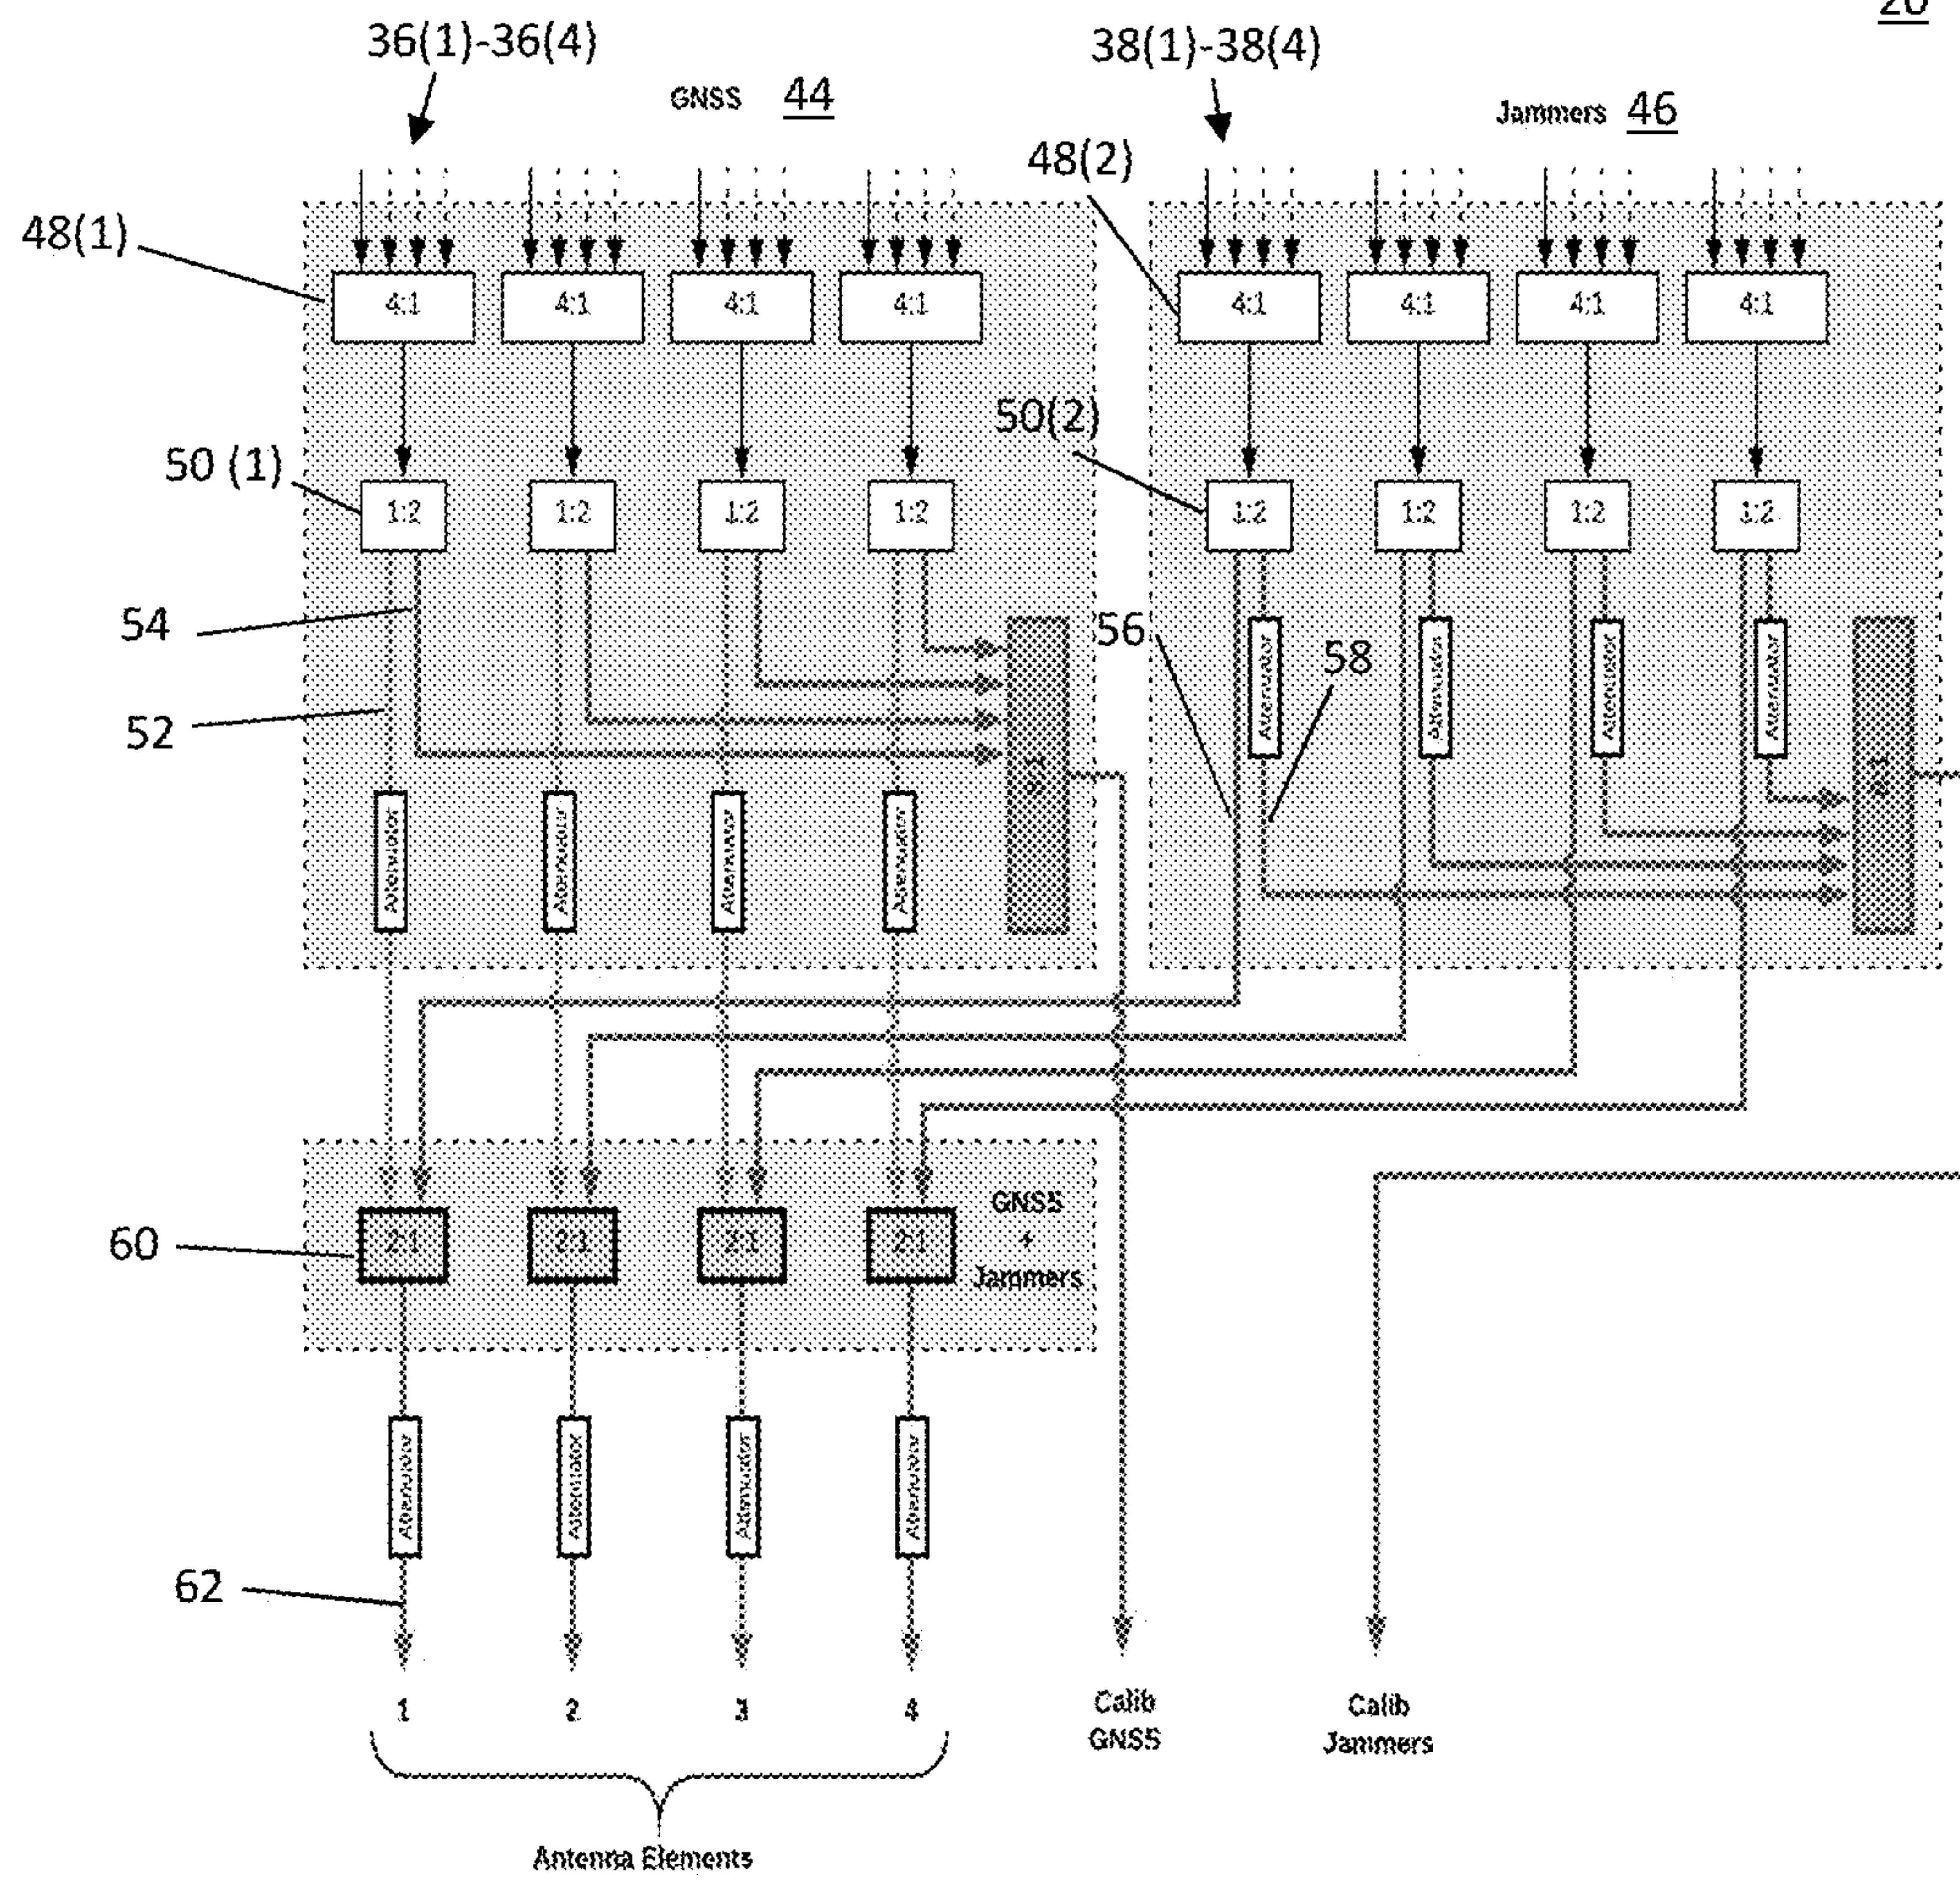 36(1)-36(4)
GNSS 44
38(1)-38(4)
Jammers 46
48(2)
48(1)
4:1 4:1 4:1 4:1
4:1 4:1 4:1 4:1
50(2)
50 (1)
1:2 1:2 1:2 1:2
1:2 1:2 1:2 1:2
54
56
58
Attenuator Attenuator Attenuator Attenuator
52
Attenuator Attenuator Attenuator Attenuator
GNSS
+
Jammers
60
2:1 2:1 2:1 2:1
Attenuator Attenuator Attenuator Attenuator
62
1 2 3 4
Calib
GNSS
Calib
Jammers
Antenna Elements